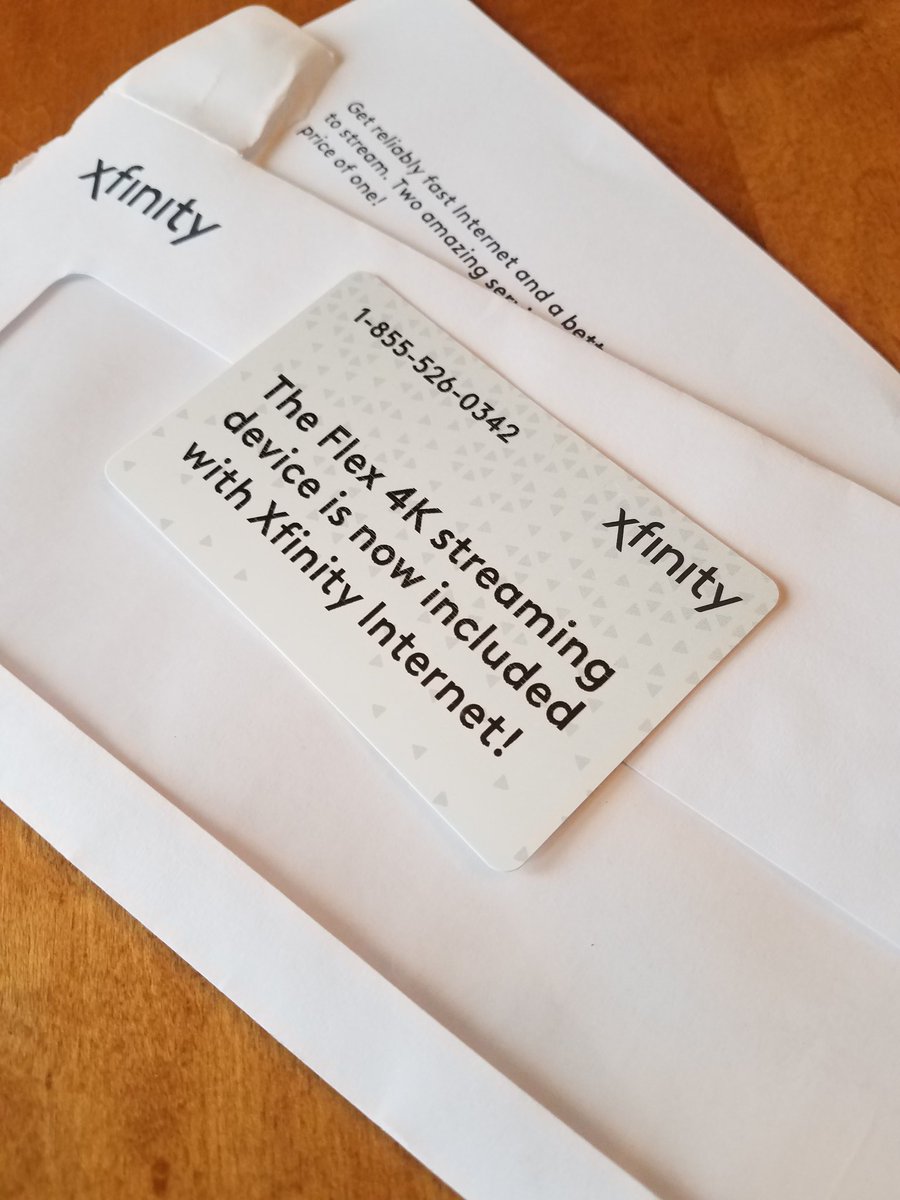 Get reliably fast Internet and a
to stream. Two amazing
price of one!
xfinity
1-855-526-0342
The Flex 4K streaming
device is now included
with Xfinity Internet!
xfinity